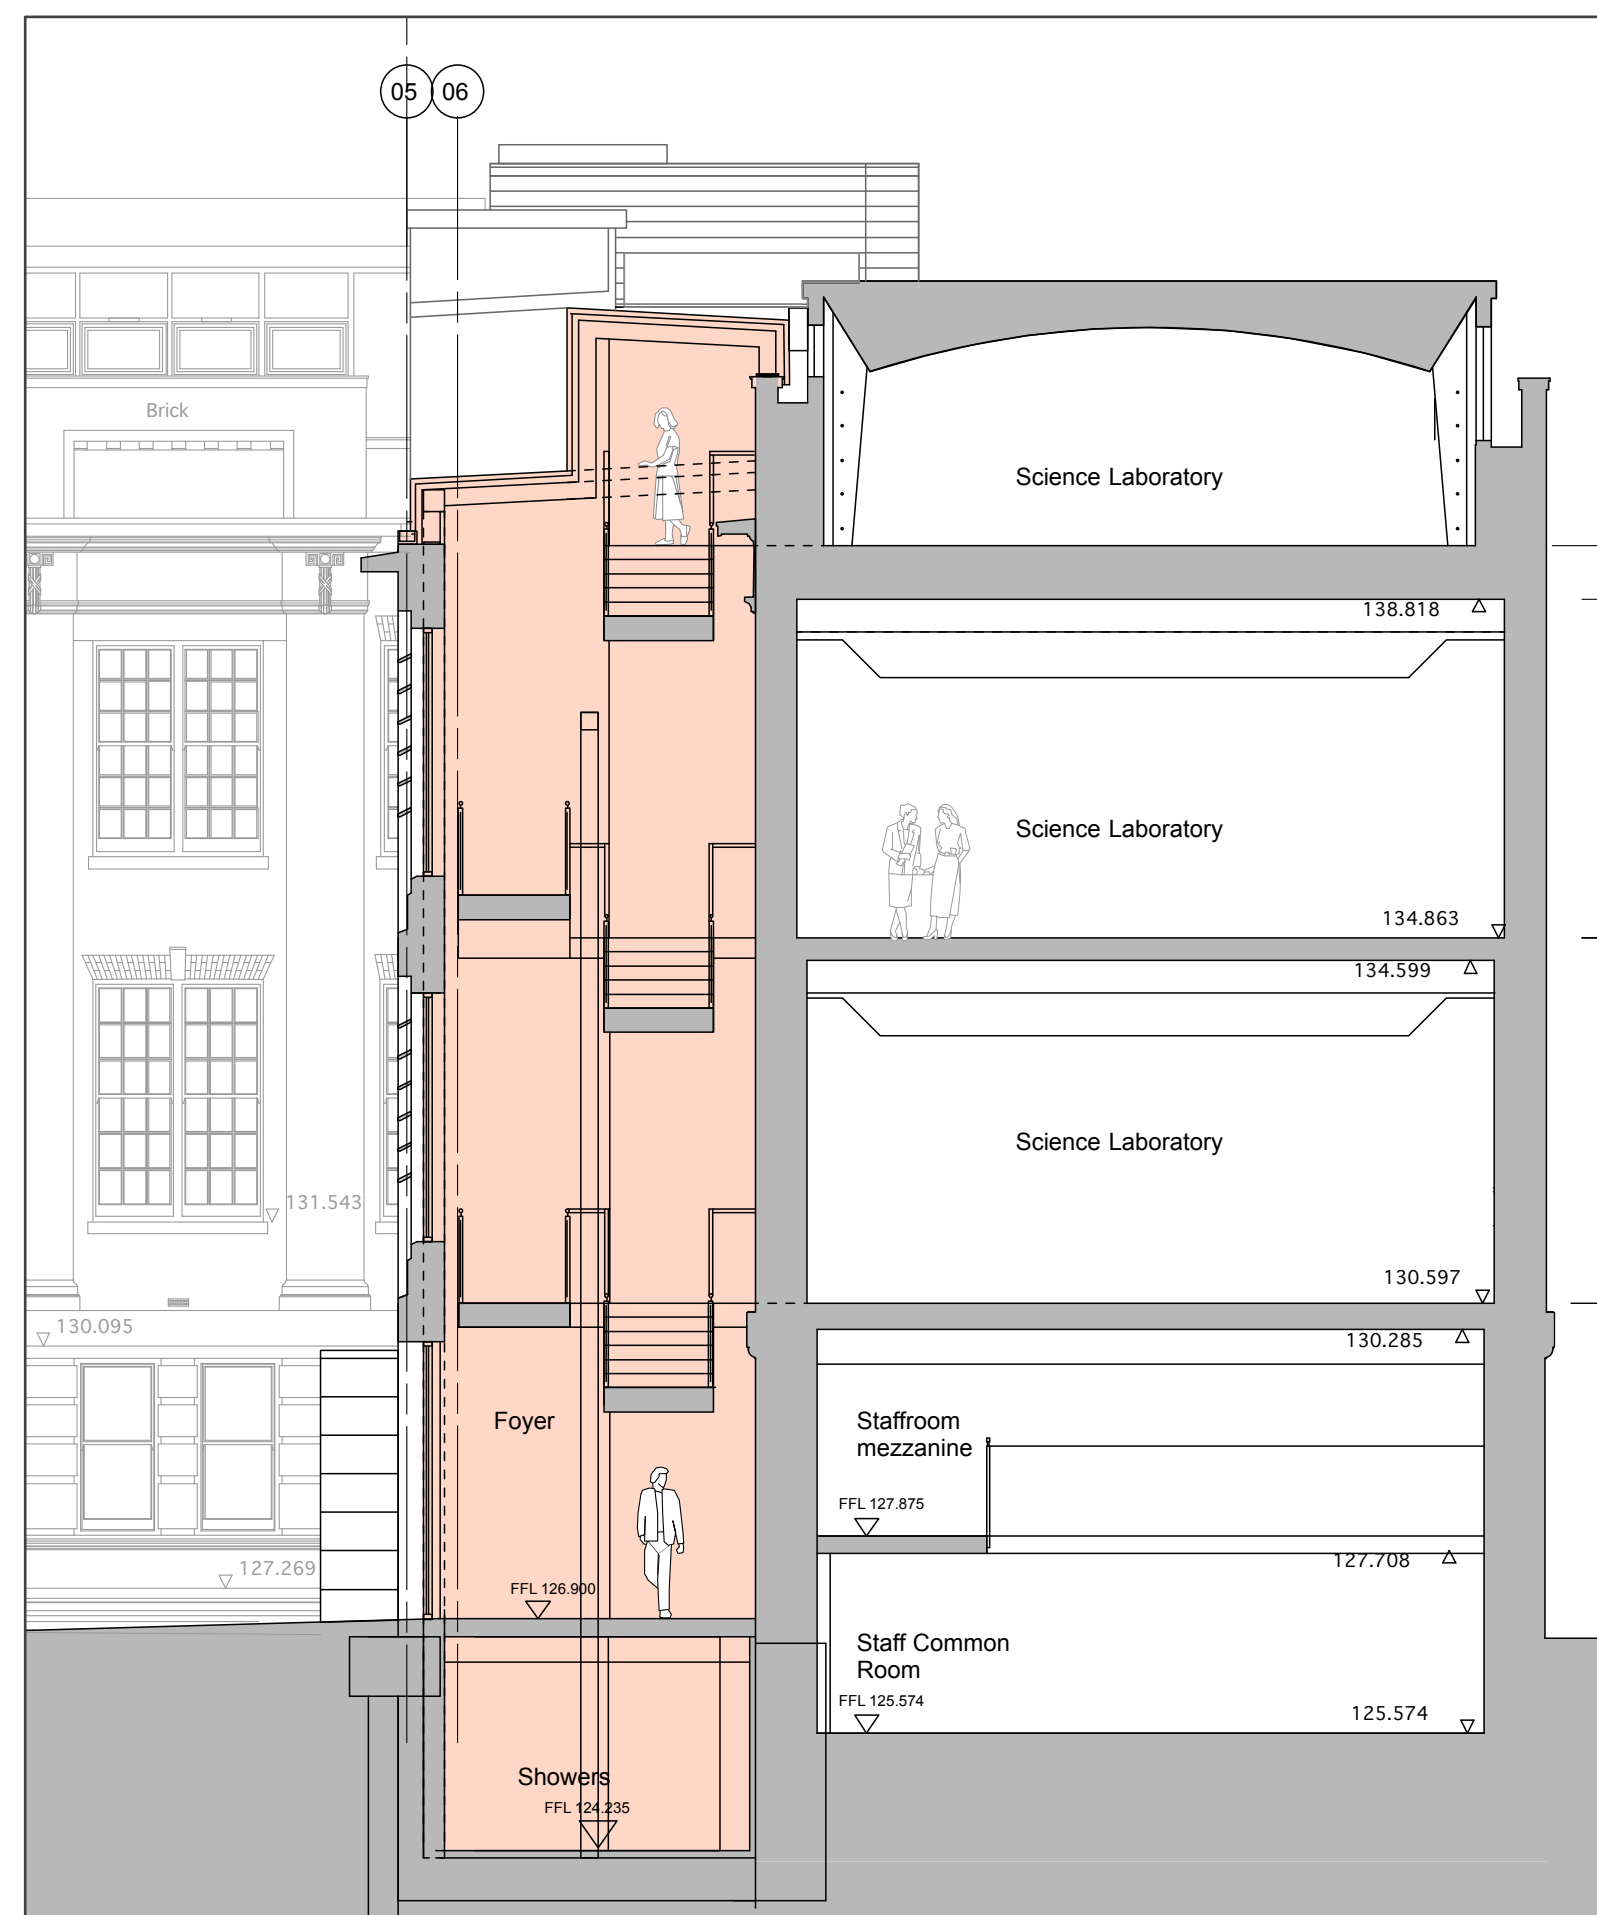 05 06
Brick
Science Laboratory
138.818
Science Laboratory
134.863
134.599
Science Laboratory
131.543
130.597
130.095
130.285
Foyer
Staffroom
mezzanine
FFL 127.875
127.708
127.269
FFL 126.900
Staff Common
Room
FFL 125.574
125.574
Showers
FFL 124.235